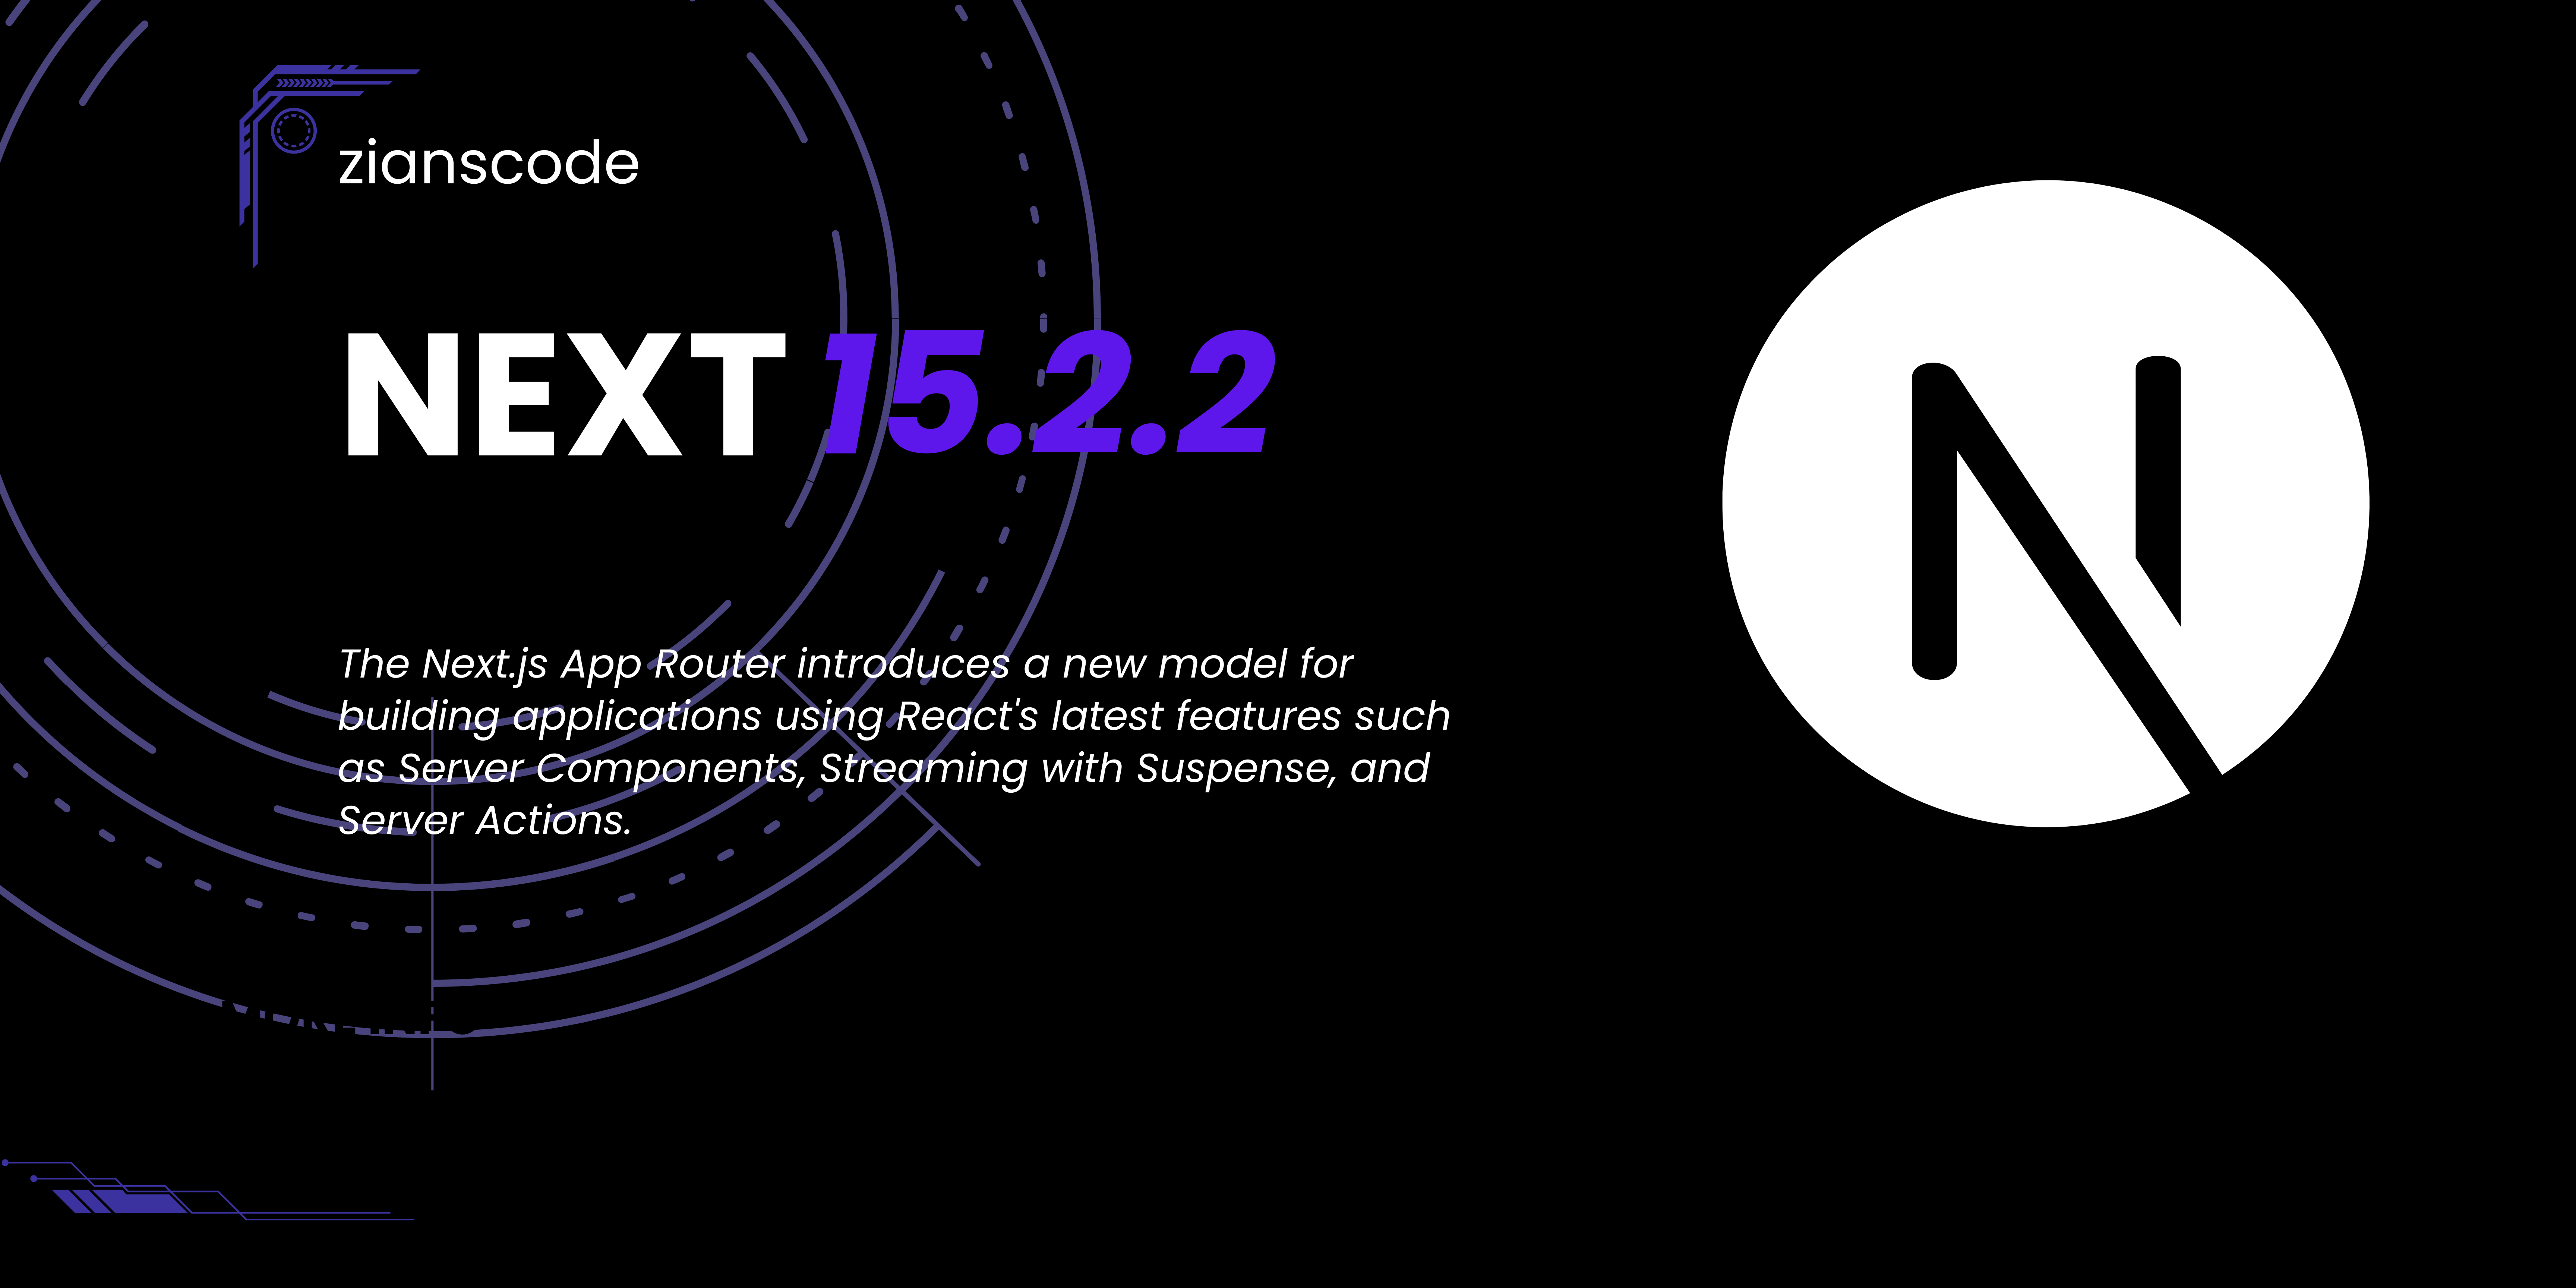 zianscode
NEXT 15.2.2
The Next.js App Router introduces a new model for
building applications using React's latest features such
as Server Components, Streaming with Suspense, and
Server Actions.